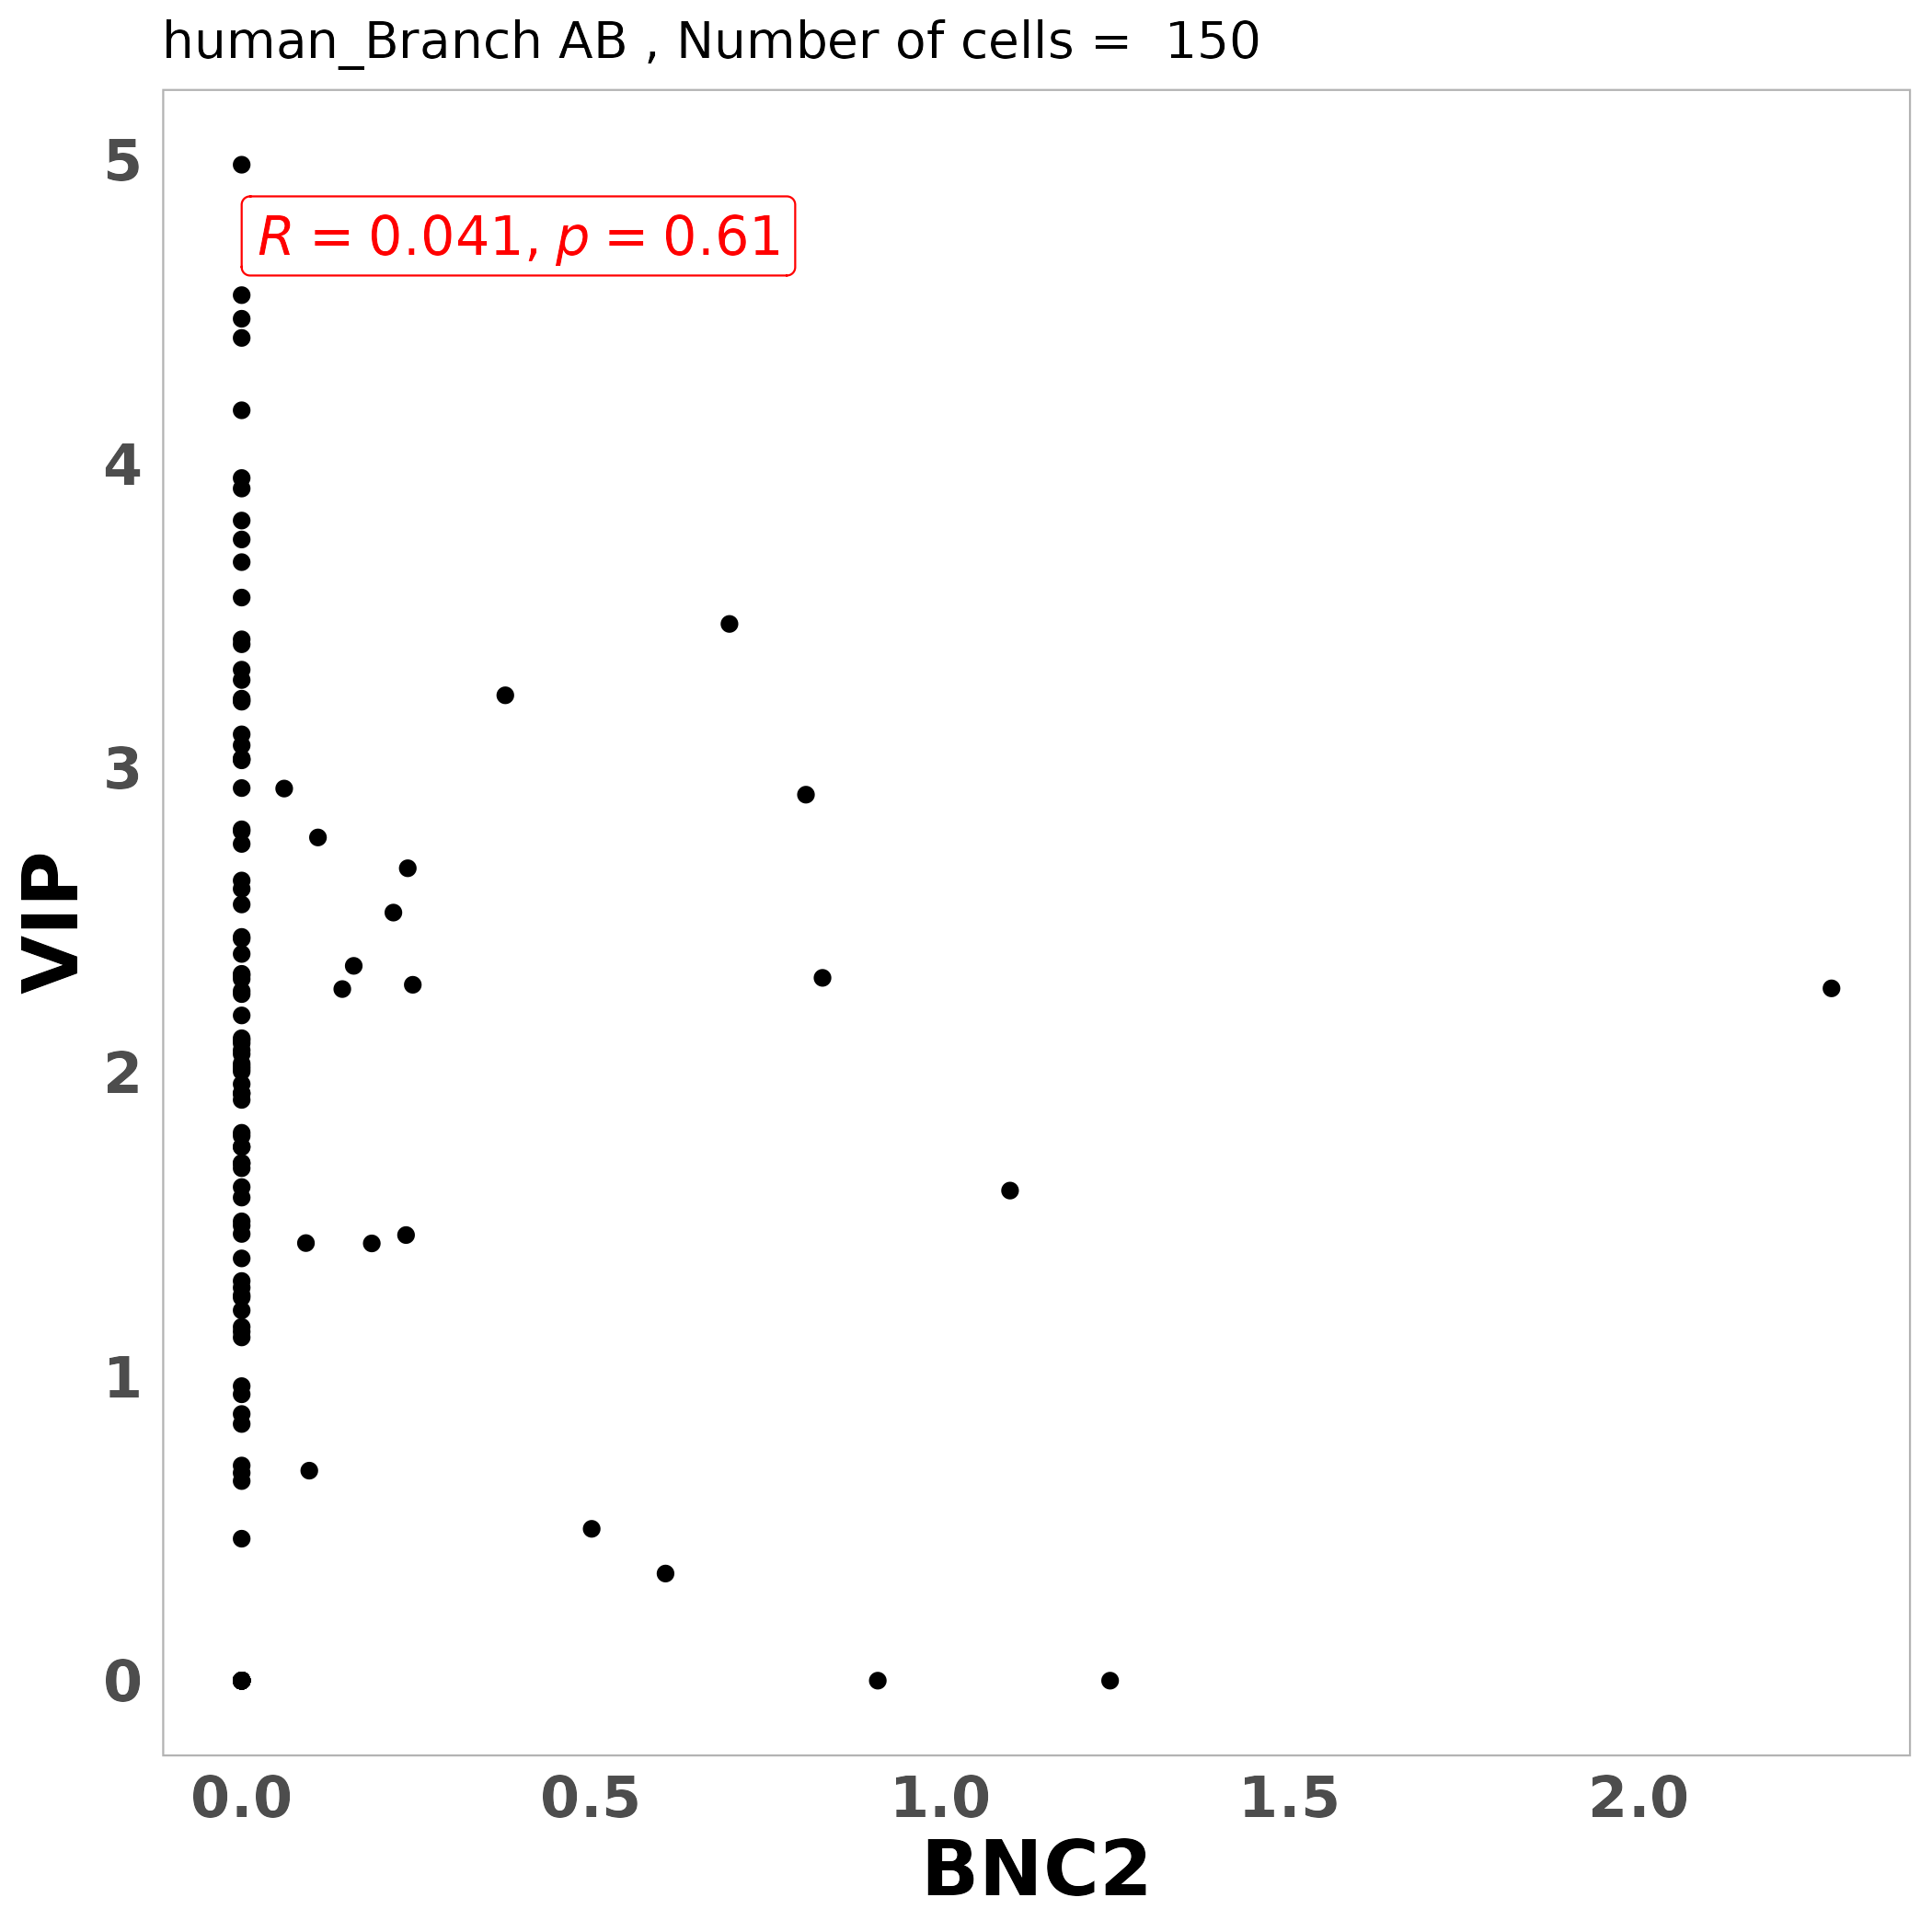 human_Branch AB , Number of cells =  150
5
R = 0.041, p = 0.61
4
3
VIP
2
1
0
0.0 0.5 1.0 1.5 2.0
BNC2